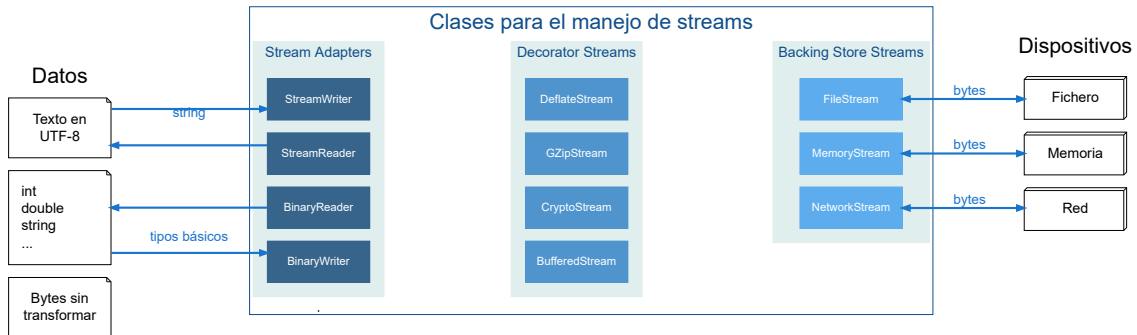 Clases para el manejo de streams
Datos
Texto en
UTF-8
int
double
string
...
Bytes sin
transformar
string
tipos básicos
Stream Adapters
StreamWriter
StreamReader
BinaryReader
BinaryWriter
.
Decorator Streams
DeflateStream
GZipStream
CryptoStream
BufferedStream
Backing Store Streams
FileStream
MemoryStream
NetworkStream
bytes
bytes
bytes
Dispositivos
Fichero
Memoria
Red